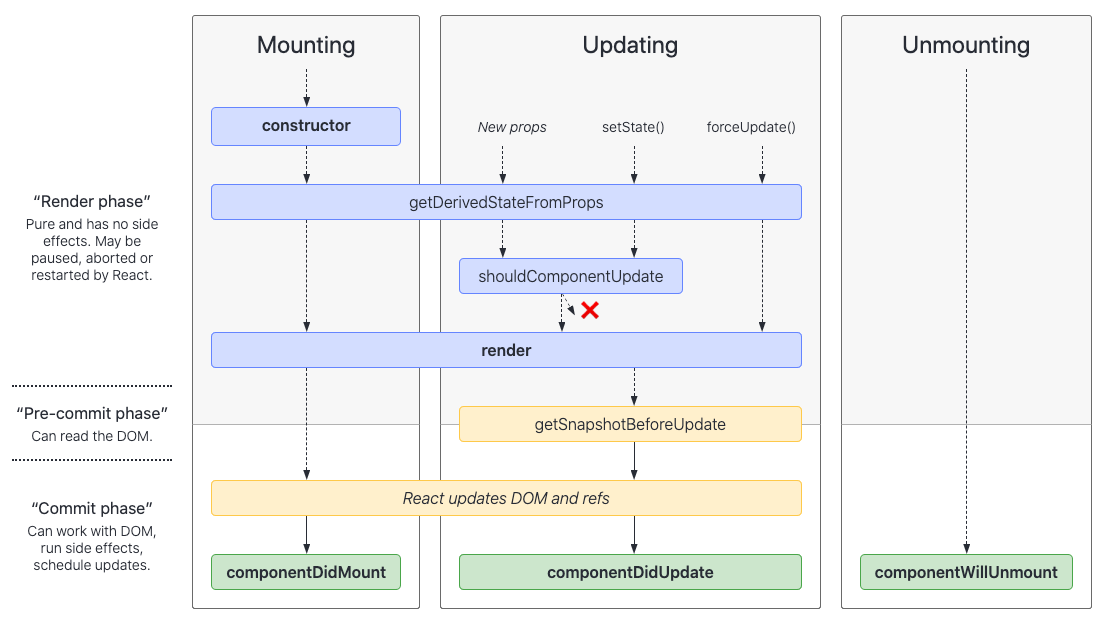 Mounting
Updating
Unmounting
constructor
New props
setState()
forceUpdate()
“Render phase”
Pure and has no side
effects. May be
paused, aborted or
restarted by React.
getDerivedStateFromProps
shouldComponentUpdate
render
“Pre-commit phase”
Can read the DOM.
getSnapshotBeforeUpdate
“Commit phase”
Can work with DOM,
run side effects,
schedule updates.
React updates DOM and refs
componentDidMount
componentDidUpdate
componentWillUnmount